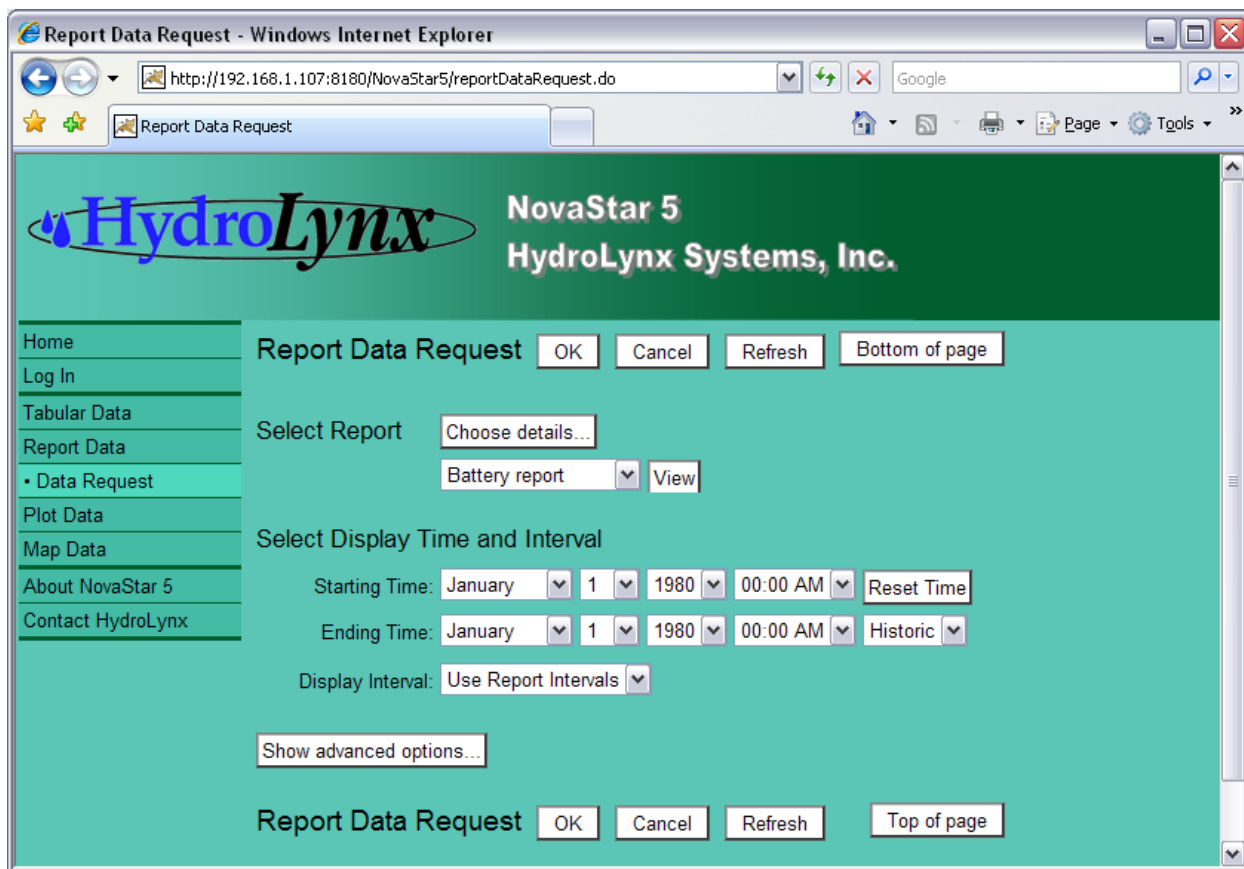 Report Data Request - Windows Internet Explorer
http://192.168.1.107:8180/NovaStar5/reportDataRequest.do
Google
Report Data Request
Page
Tools
»
HydroLynx
NovaStar 5
HydroLynx Systems, Inc.
Home
Log In
Tabular Data
Report Data
• Data Request
Plot Data
Map Data
About NovaStar 5
Contact HydroLynx
Report Data Request OK Cancel Refresh Bottom of page
Select Report Choose details...
Battery report View
Select Display Time and Interval
Starting Time: January 1 1980 00:00 AM Reset Time
Ending Time: January 1 1980 00:00 AM Historic
Display Interval: Use Report Intervals
Show advanced options...
Report Data Request OK Cancel Refresh Top of page